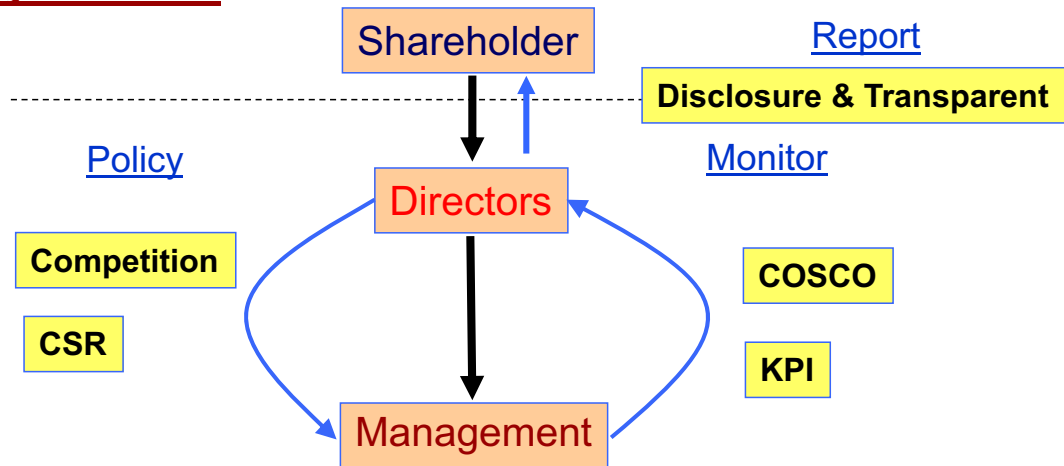 Shareholder
Report
Disclosure & Transparent
Policy
Monitor
Directors
Competition
COSCO
CSR
KPI
Management